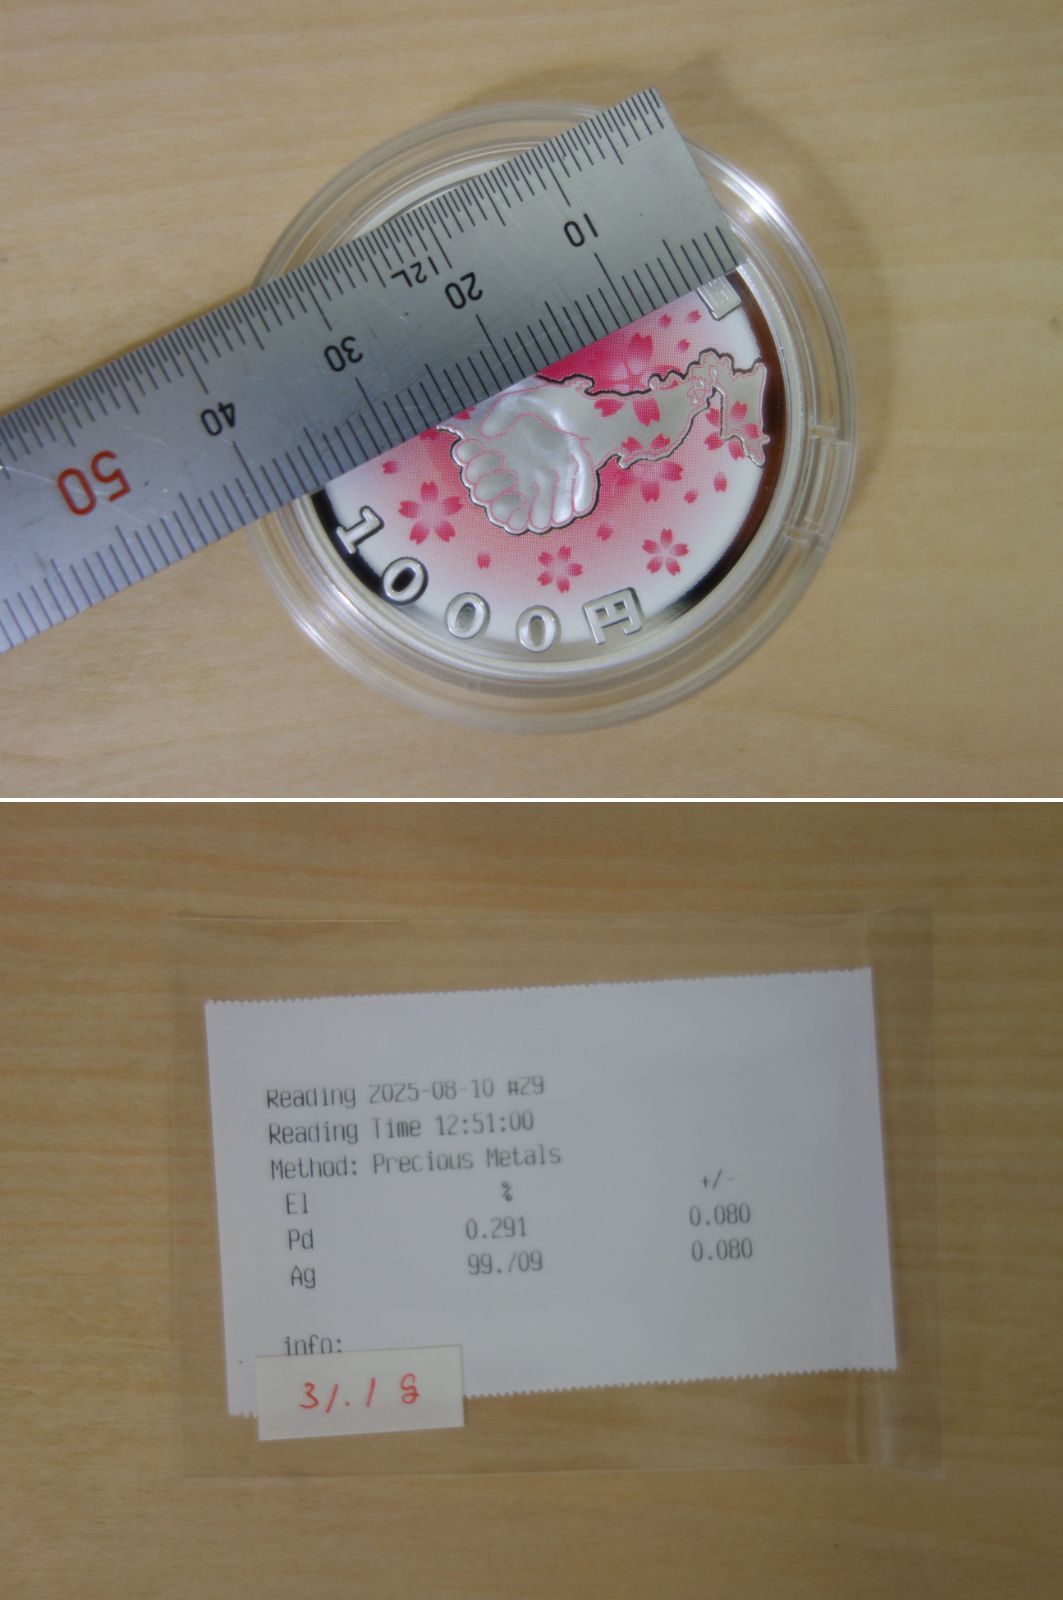 10
12L
20
30
40
50
1000円
Reading 2025-08-10 #29
Reading Time 12:51:00
Method: Precious Metals
El % +/-
Pd 0.291 0.080
Ag 99.709 0.080
info:
31.1g